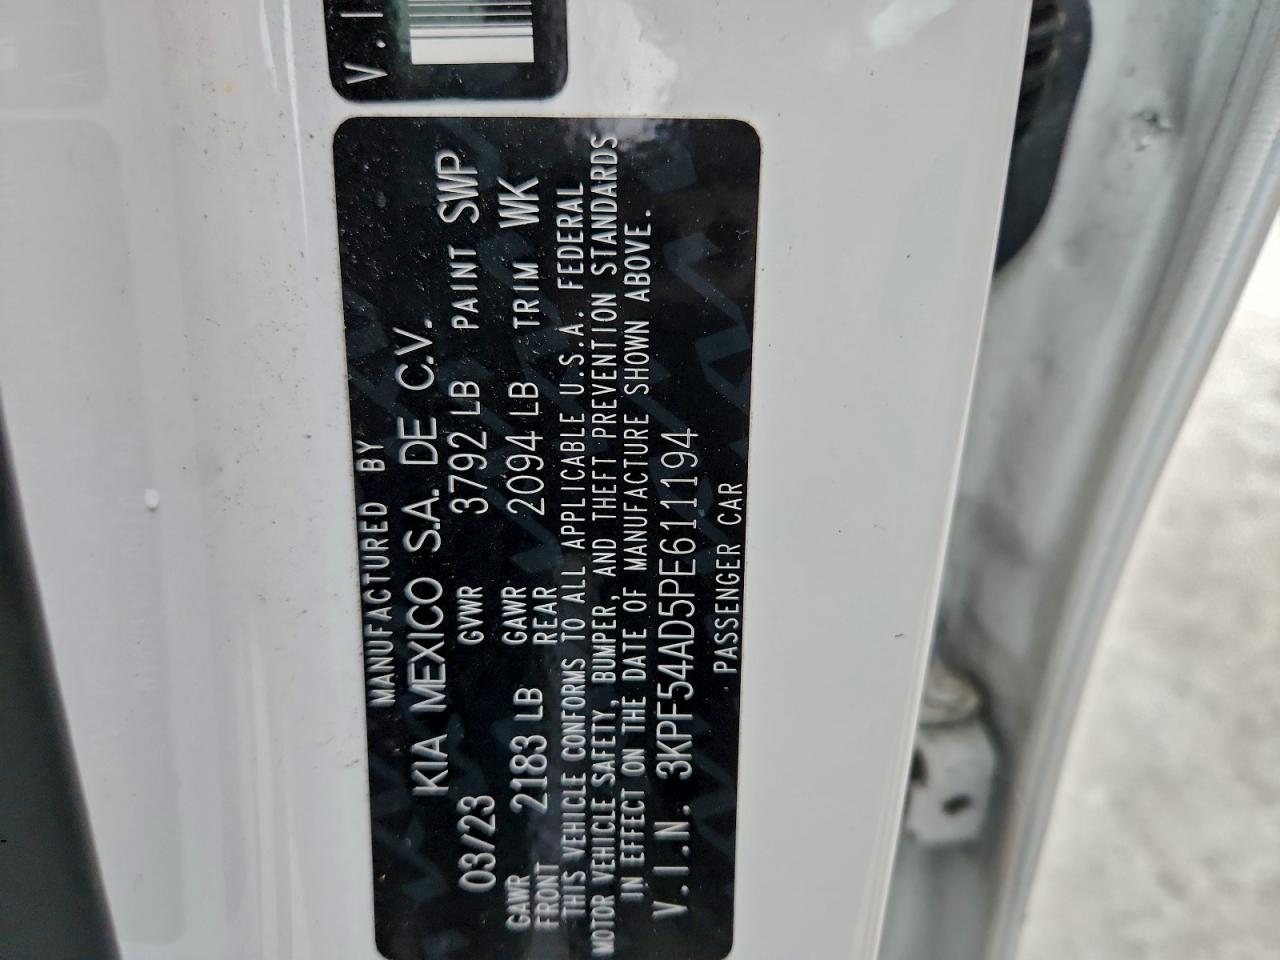 V.I
MANUFACTURED BY
KIA MEXICO S.A. DE C.V.
03/23 GVWR 3792 LB PAINT SWP
GAWR FRONT 2183 LB GAWR REAR 2094 LB TRIM WK
THIS VEHICLE CONFORMS TO ALL APPLICABLE U.S.A. FEDERAL
MOTOR VEHICLE SAFETY, BUMPER, AND THEFT PREVENTION STANDARDS
IN EFFECT ON THE DATE OF MANUFACTURE SHOWN ABOVE.
V.I.N. 3KPF54AD5PE611194
PASSENGER CAR